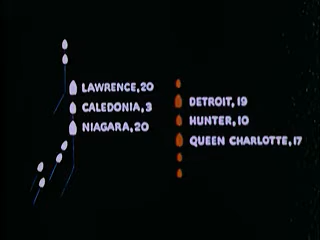 LAWRENCE, 20
CALEDONIA, 3
NIAGARA, 20
DETROIT, 19
HUNTER, 10
QUEEN CHARLOTTE, 17